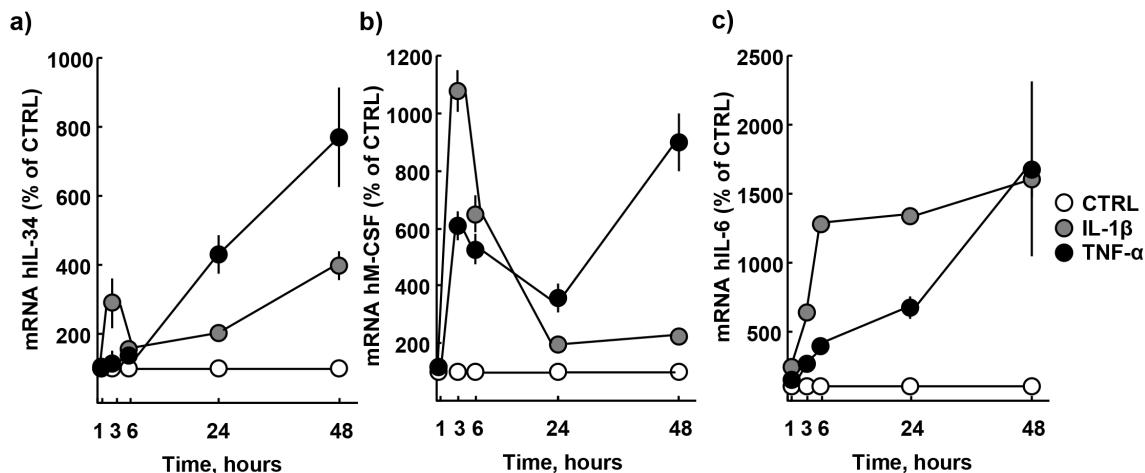 a)
mRNA hIL-34 (% of CTRL)
1000
800
600
400
200
1 3 6 24 48
Time, hours
b)
mRNA hM-CSF (% of CTRL)
1200
1000
800
600
400
200
1 3 6 24 48
Time, hours
c)
mRNA hIL-6 (% of CTRL)
2500
2000
1500
1000
500
1 3 6 24 48
Time, hours
CTRL
IL-1β
TNF-α